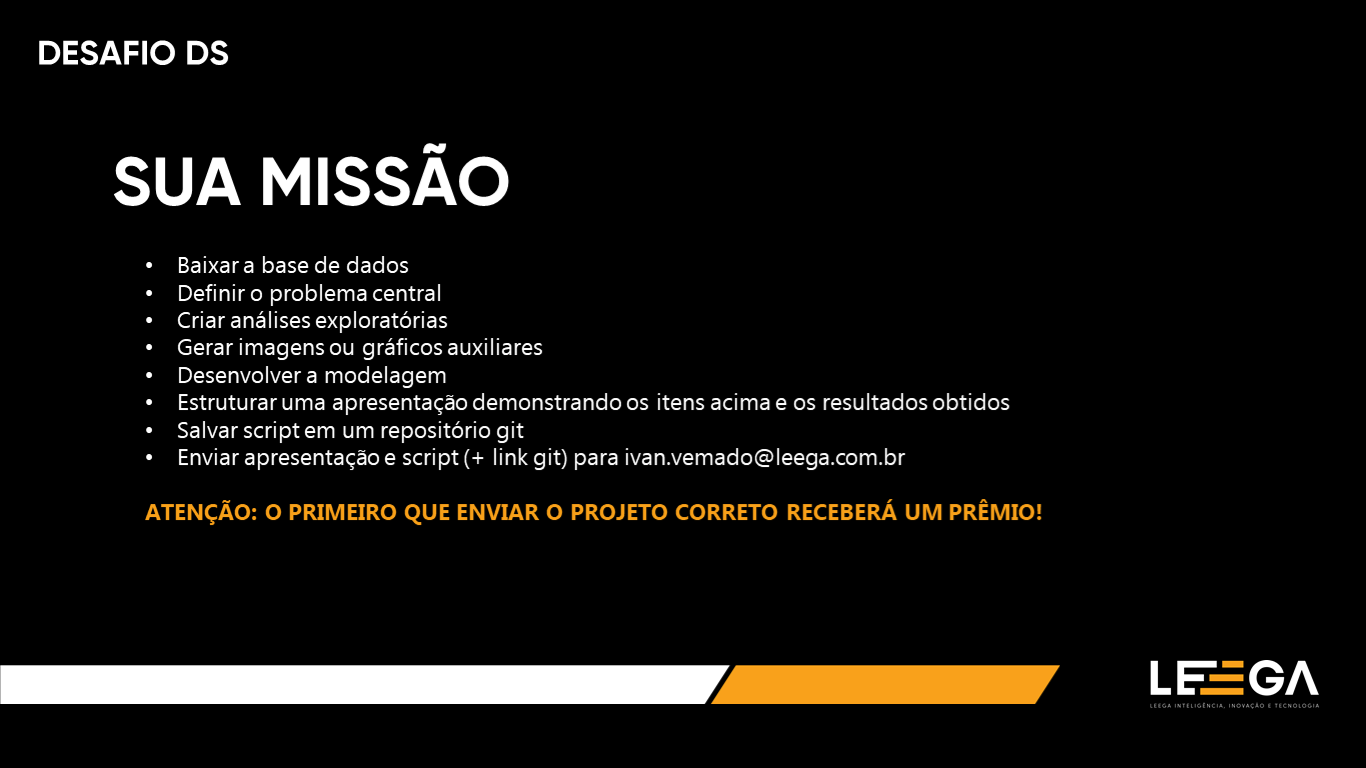 DESAFIO DS
SUA MISSÃO
• Baixar a base de dados
• Definir o problema central
• Criar análises exploratórias
• Gerar imagens ou gráficos auxiliares
• Desenvolver a modelagem
• Estruturar uma apresentação demonstrando os itens acima e os resultados obtidos
• Salvar script em um repositório git
• Enviar apresentação e script (+ link git) para ivan.vemado@leega.com.br
ATENÇÃO: O PRIMEIRO QUE ENVIAR O PROJETO CORRETO RECEBERÁ UM PRÊMIO!
LEEGA
LEEGA INTELIGÊNCIA, INOVAÇÃO E TECNOLOGIA